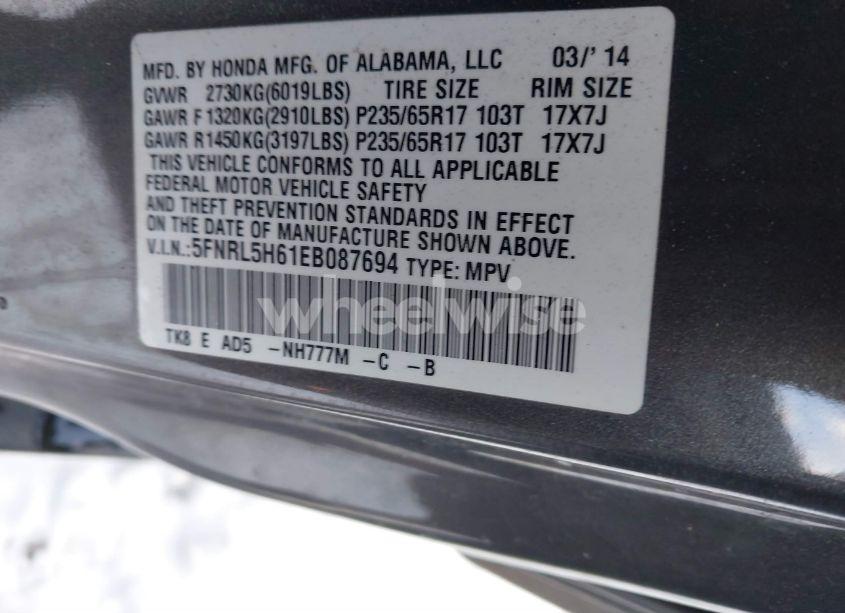 MFD. BY HONDA MFG. OF ALABAMA, LLC 03/' 14
GVWR 2730KG(6019LBS) TIRE SIZE RIM SIZE
GAWR F 1320KG(2910LBS) P235/65R17 103T 17X7J
GAWR R1450KG(3197LBS) P235/65R17 103T 17X7J
THIS VEHICLE CONFORMS TO ALL APPLICABLE
FEDERAL MOTOR VEHICLE SAFETY
AND THEFT PREVENTION STANDARDS IN EFFECT
ON THE DATE OF MANUFACTURE SHOWN ABOVE.
V.I.N.:5FNRL5H61EB087694 TYPE: MPV
wheelwise
TK8 E AD5 -NH777M -C -B